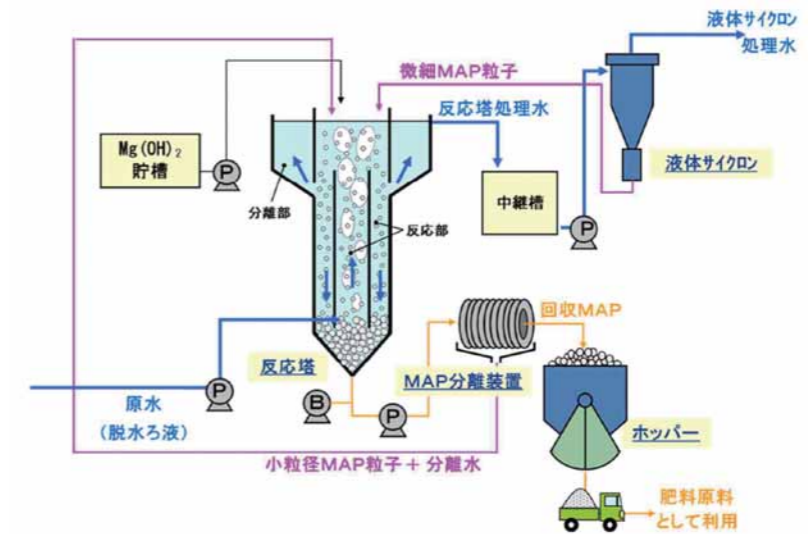 液体サイクロン
処理水
微細MAP粒子
反応塔処理水
Mg(OH)2
貯槽
P
液体サイクロン
分離部
中継槽
P
反応部
回収MAP
反応塔
MAP分離装置
P
原水
(脱水ろ液)
B
P
ホッパー
小粒径MAP粒子+分離水
肥料原料
として利用